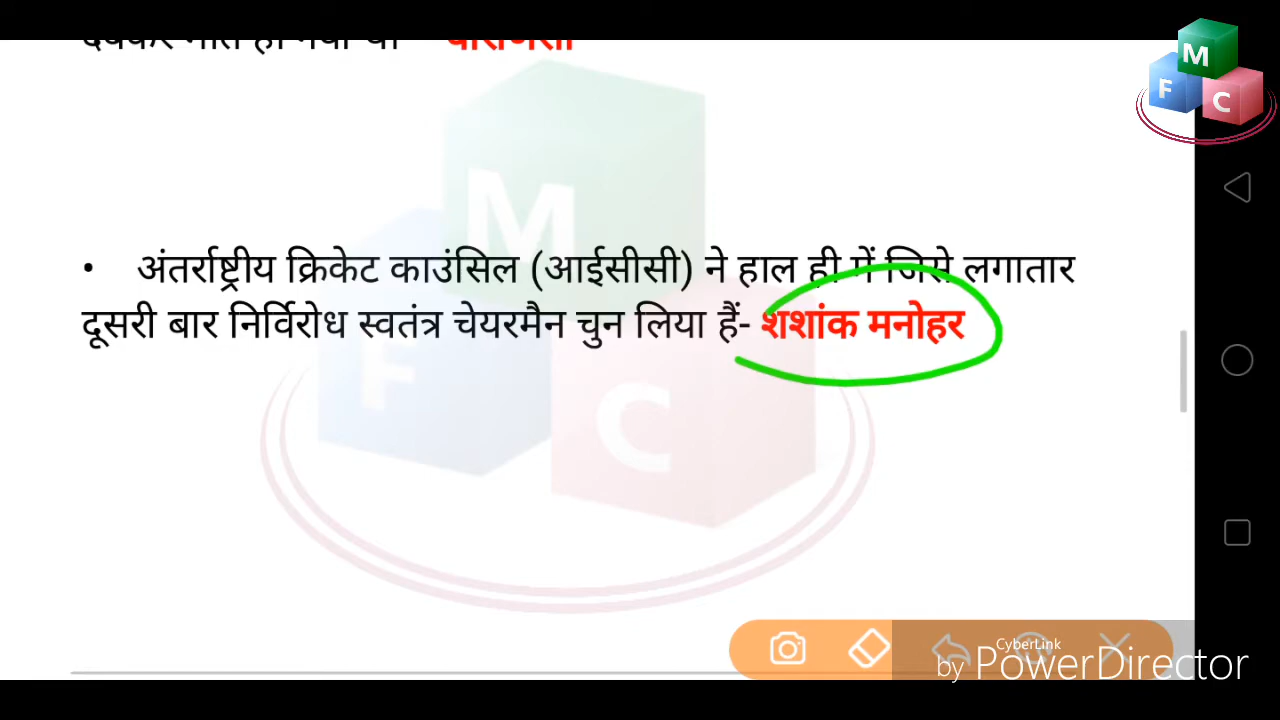 M
F C
• अंतर्राष्ट्रीय क्रिकेट काउंसिल (आईसीसी) ने हाल ही में जिसे लगातार
दूसरी बार निर्विरोध स्वतंत्र चेयरमैन चुन लिया हैं- शशांक मनोहर
M
F
C
CyberLink
by PowerDirector